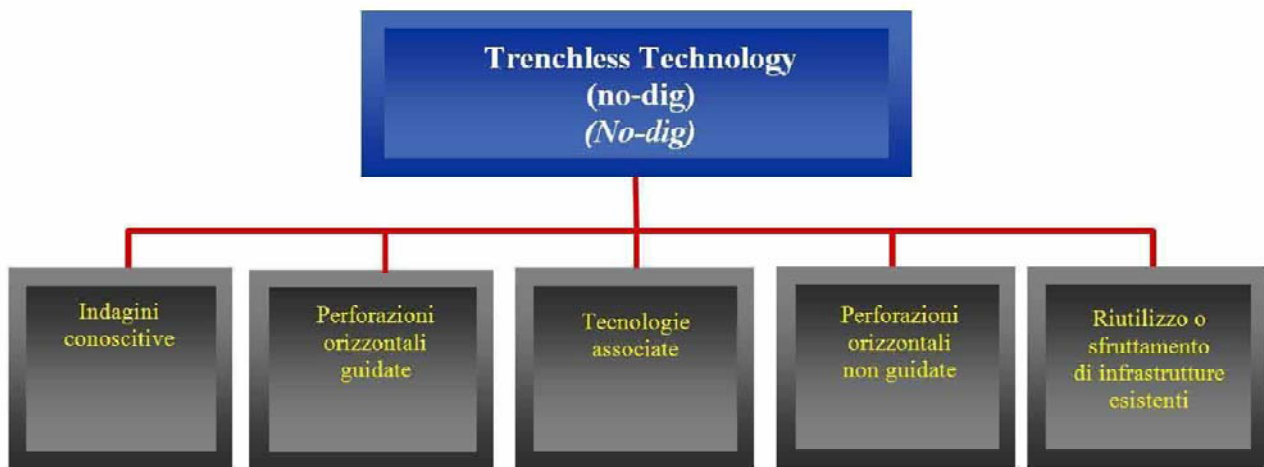 Trenchless Technology
(no-dig)
(No-dig)
Indagini
conoscitive
Perforazioni
orizzontali
guidate
Tecnologie
associate
Perforazioni
orizzontali
non guidate
Riutilizzo o
sfruttamento
di infrastrutture
esistenti